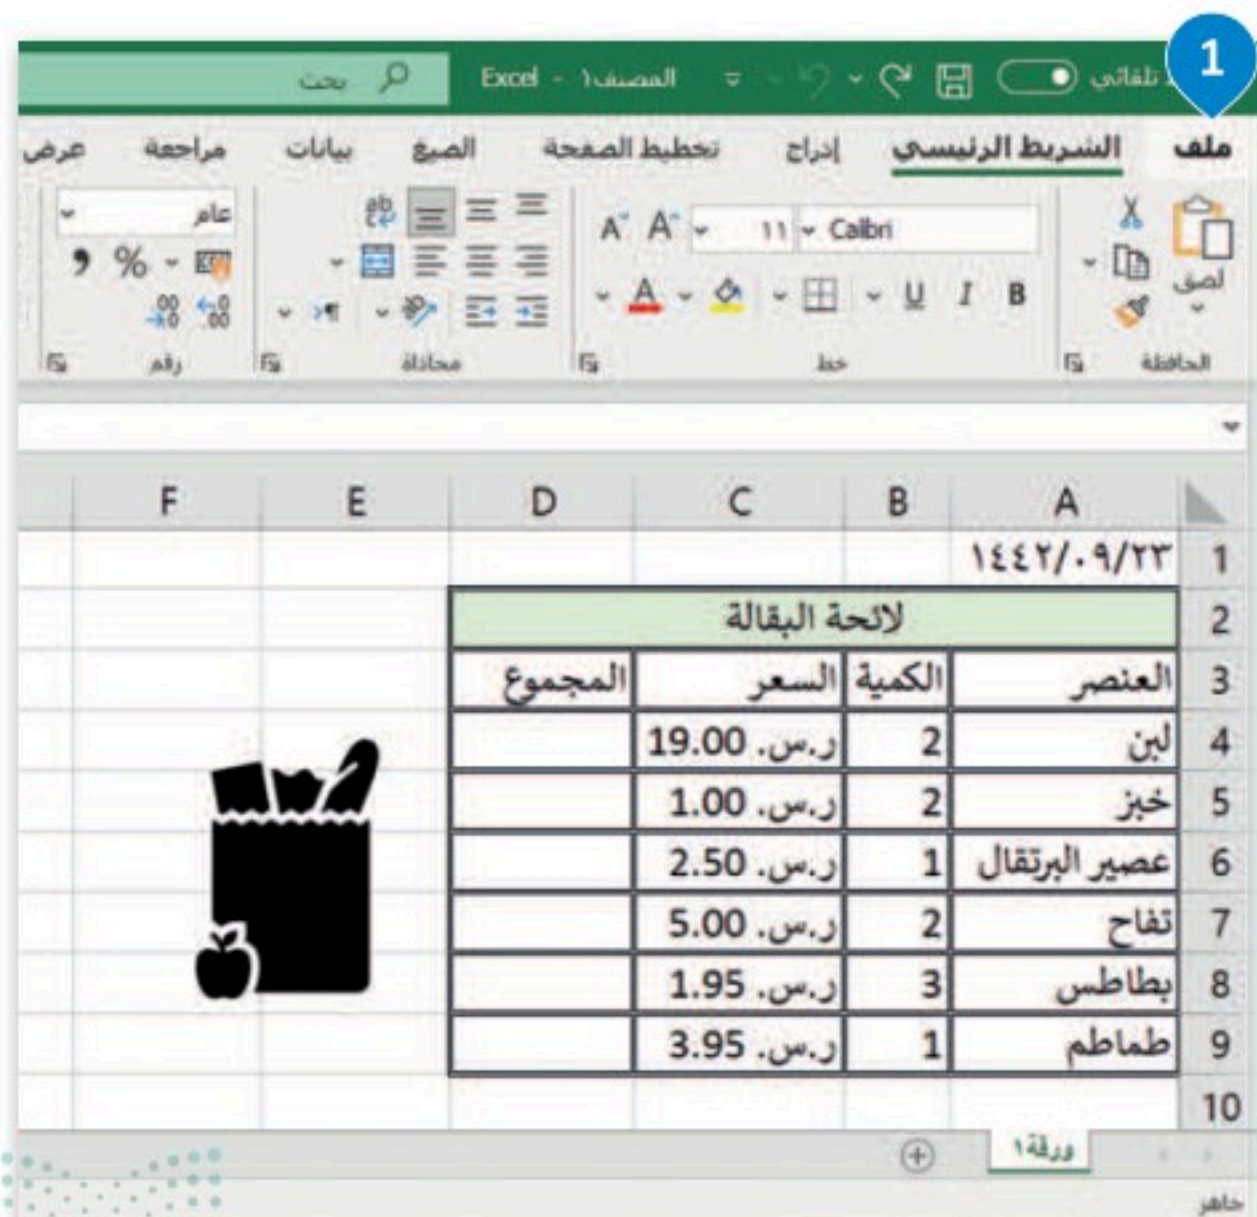 1
تلقائي المصنف١ - Excel بحث
ملف الشريط الرئيسي إدراج تخطيط الصفحة الصيغ بيانات مراجعة عرض
لصق Calibri ١١ A A ab عام
B I U A % 9
الحافظة خط محاذاة رقم
A B C D E F
1 ١٤٤٢/٠٩/٢٣
2 لائحة البقالة
3 العنصر الكمية السعر المجموع
4 لبن 2 ر.س. 19.00
5 خبز 2 ر.س. 1.00
6 عصير البرتقال 1 ر.س. 2.50
7 تفاح 2 ر.س. 5.00
8 بطاطس 3 ر.س. 1.95
9 طماطم 1 ر.س. 3.95
10
ورقة١
جاهز